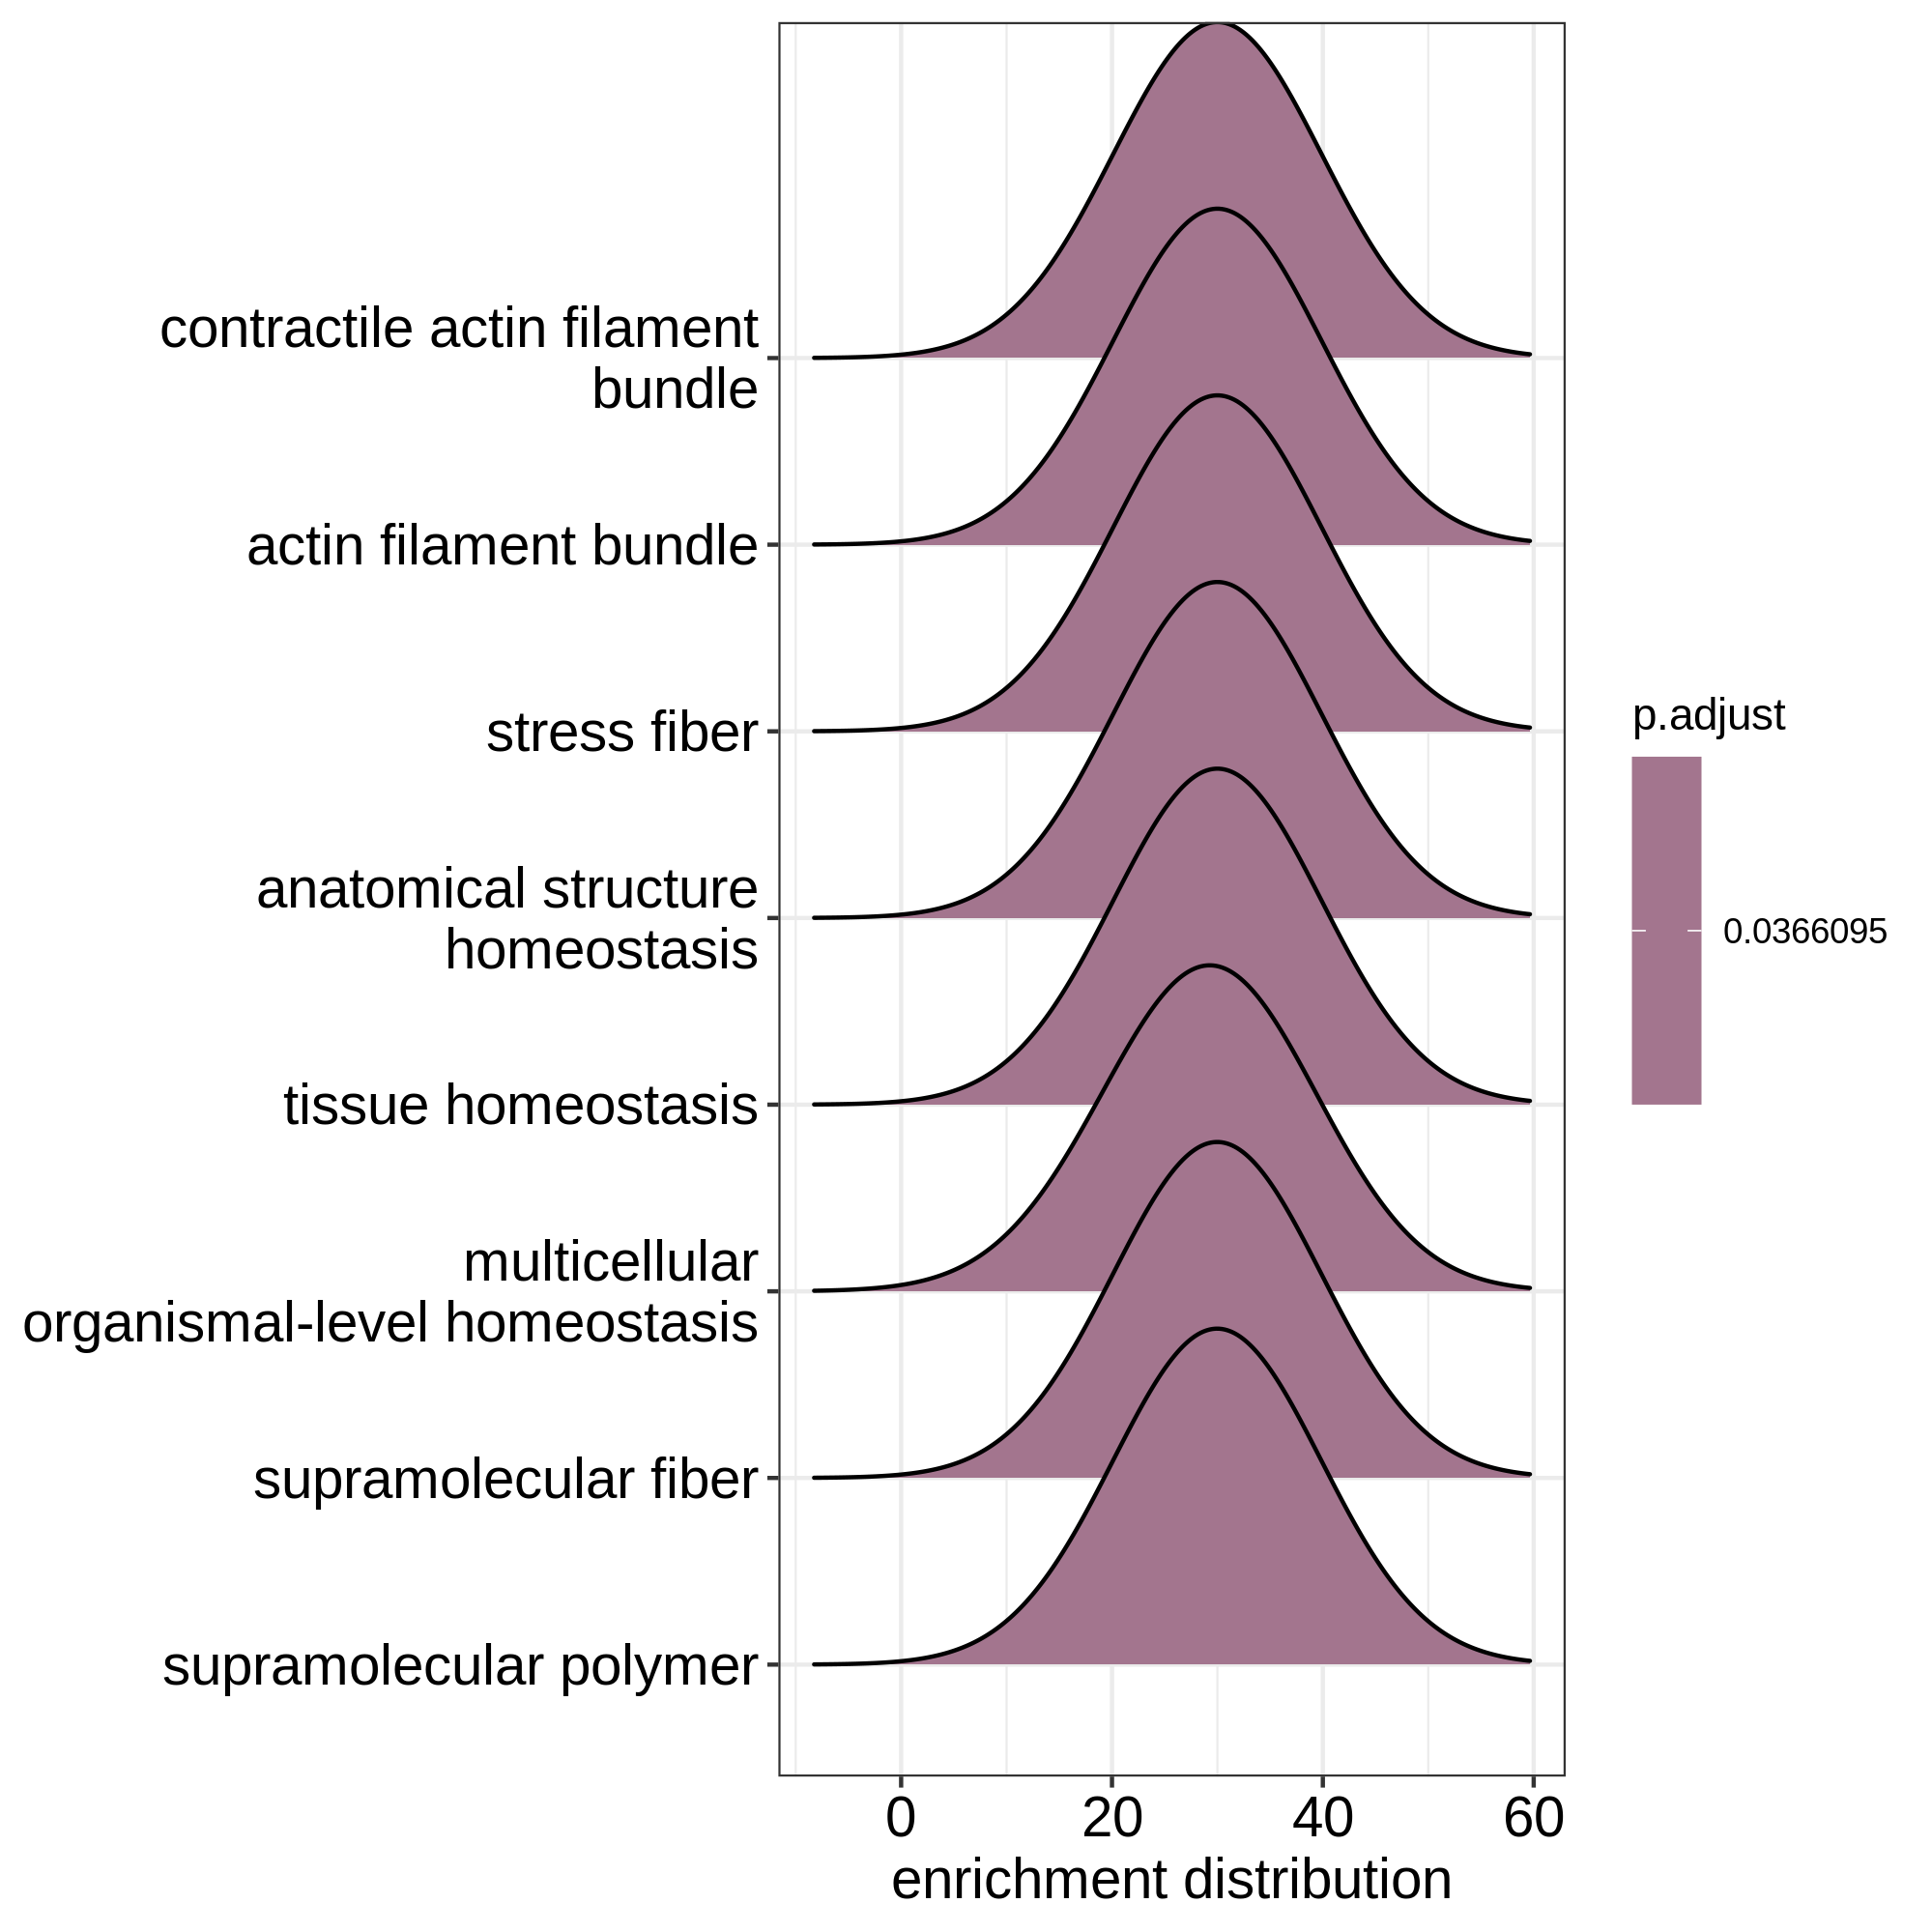 contractile actin filament
bundle
actin filament bundle
stress fiber
anatomical structure
homeostasis
tissue homeostasis
multicellular
organismal-level homeostasis
supramolecular fiber
supramolecular polymer
0 20 40 60
enrichment distribution
p.adjust
0.0366095